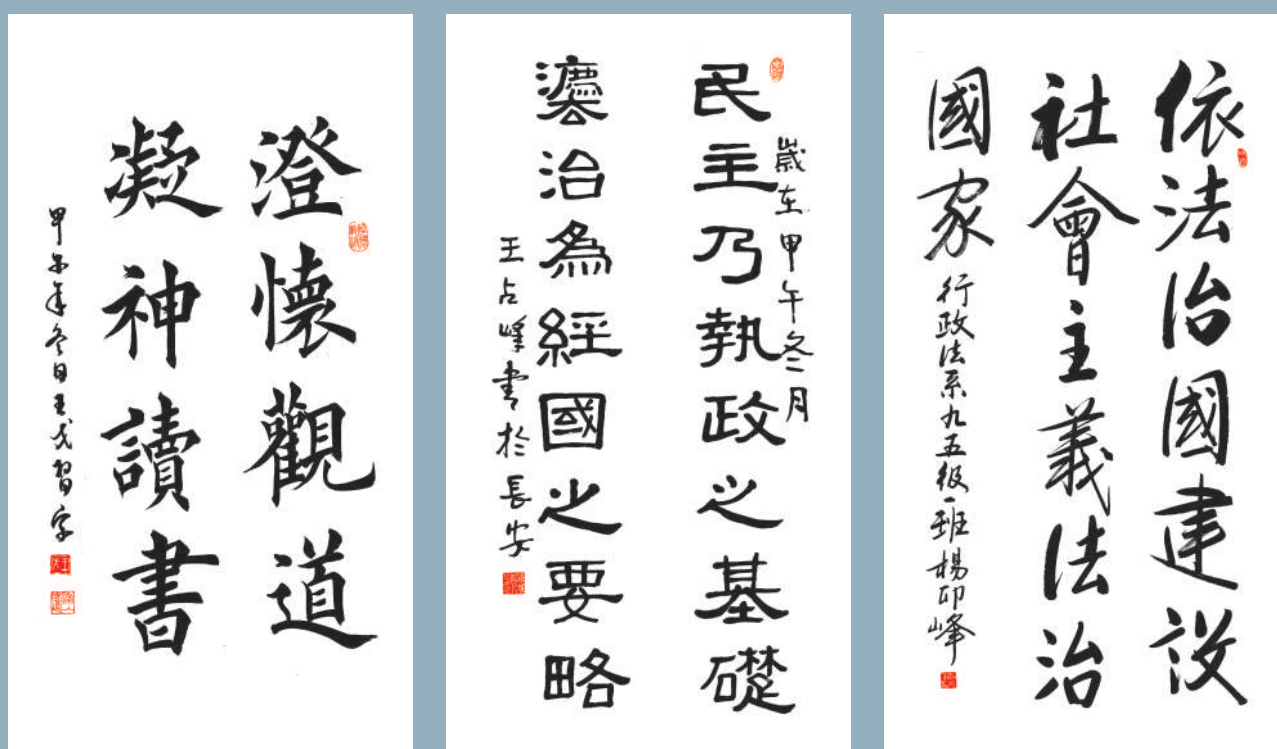 澄懷觀道
凝神讀書
甲午年冬日王習字
歲在甲午冬月
民主乃執政之基礎
灋治為經國之要略
王占峰書於長安
依法治國建設
社會主義法治
國家
行政法系九五級一班楊印峰